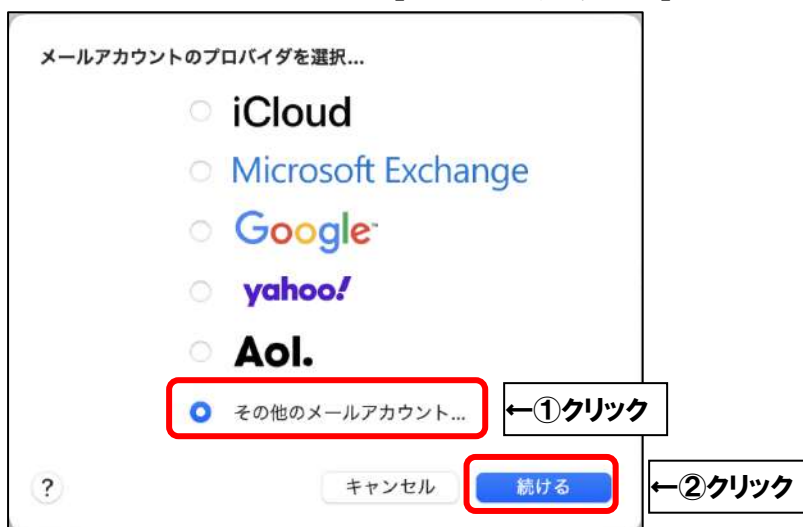 メールアカウントのプロバイダを選択...
iCloud
Microsoft Exchange
Google
yahoo!
Aol.
その他のメールアカウント...
←①クリック
?
キャンセル
続ける
←②クリック